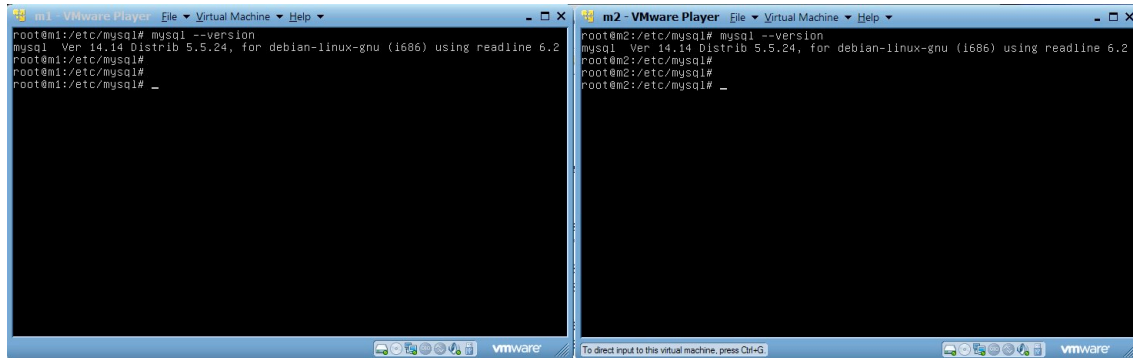 m1 - VMware Player File Virtual Machine Help
root@m1:/etc/mysql# mysql --version
mysql  Ver 14.14 Distrib 5.5.24, for debian-linux-gnu (i686) using readline 6.2
root@m1:/etc/mysql#
root@m1:/etc/mysql#
root@m1:/etc/mysql# _
vmware
m2 - VMware Player File Virtual Machine Help
root@m2:/etc/mysql# mysql --version
mysql  Ver 14.14 Distrib 5.5.24, for debian-linux-gnu (i686) using readline 6.2
root@m2:/etc/mysql#
root@m2:/etc/mysql#
root@m2:/etc/mysql# _
To direct input to this virtual machine, press Ctrl+G.
vmware